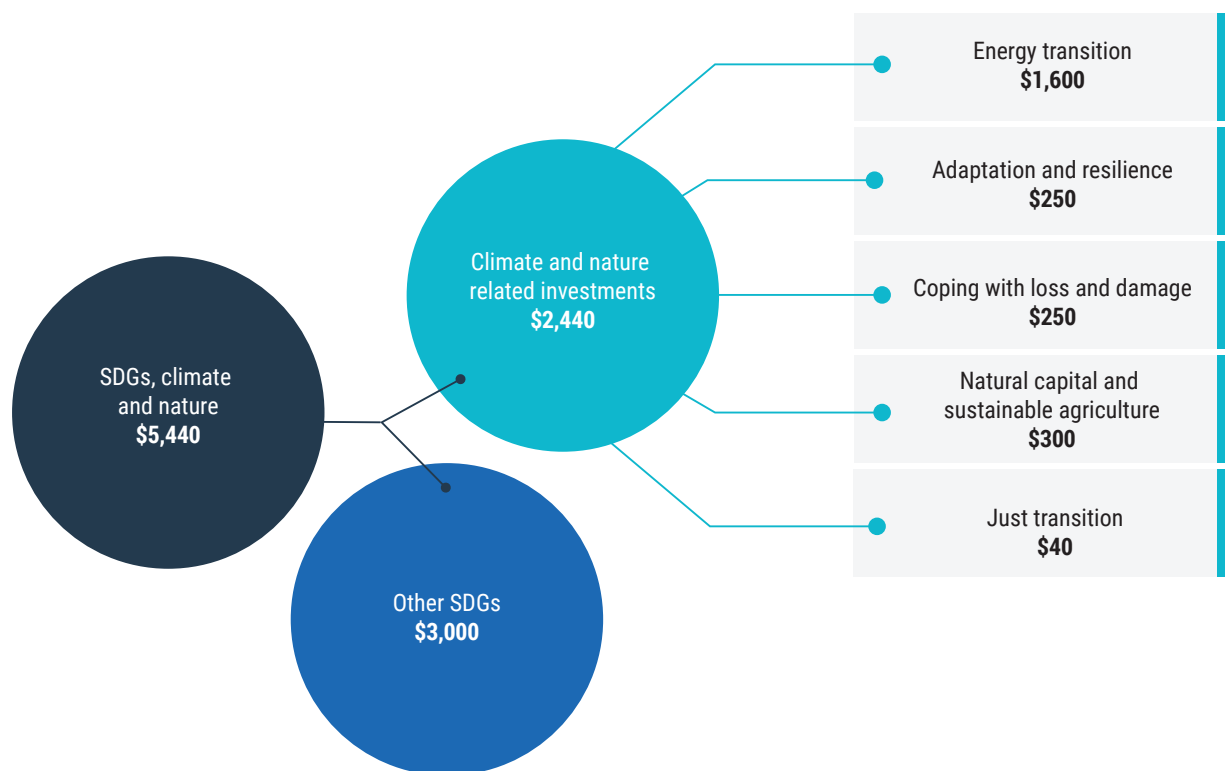 SDGs, climate
and nature
$5,440
Climate and nature
related investments
$2,440
Other SDGs
$3,000
Energy transition
$1,600
Adaptation and resilience
$250
Coping with loss and damage
$250
Natural capital and
sustainable agriculture
$300
Just transition
$40